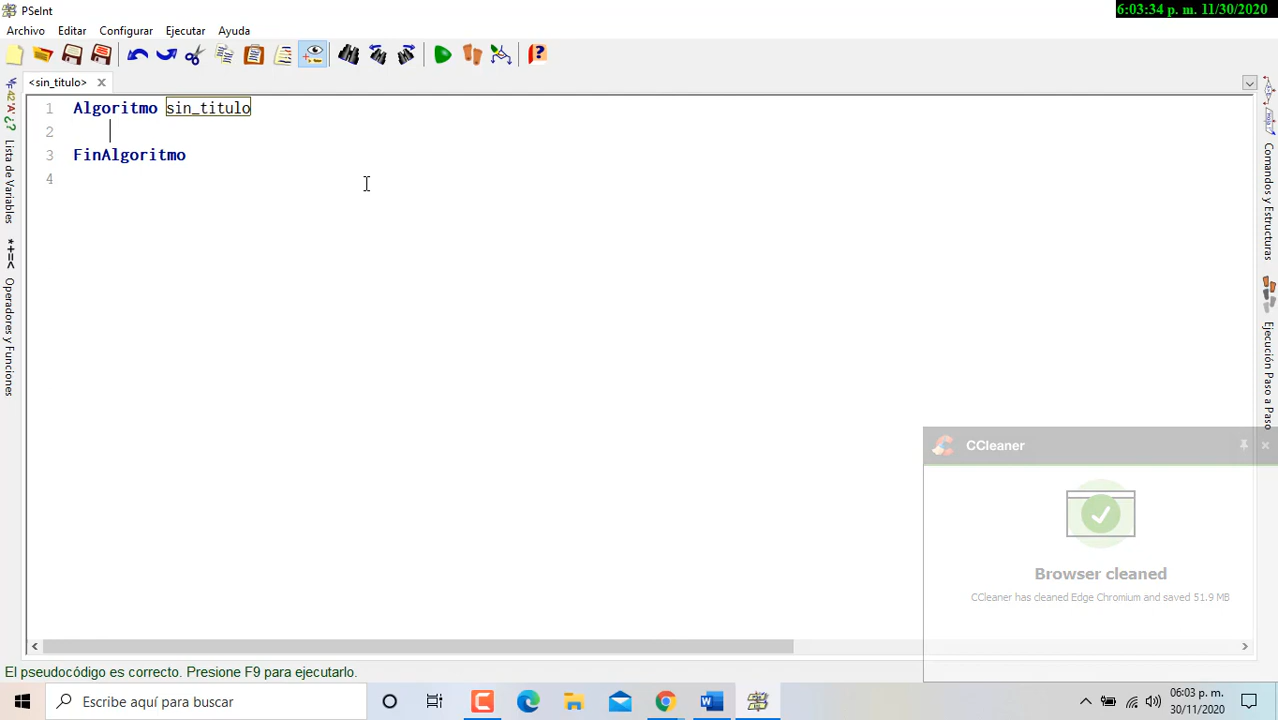 PSeInt
6:03:34 p. m. 11/30/2020
Archivo Editar Configurar Ejecutar Ayuda
<sin_titulo>
1 Algoritmo sin_titulo
2
3 FinAlgoritmo
4
Lista de Variables
*+=< Operadores y Funciones
Comandos y Estructuras
Ejecución Paso a Paso
CCleaner
Browser cleaned
CCleaner has cleaned Edge Chromium and saved 51.9 MB
El pseudocódigo es correcto. Presione F9 para ejecutarlo.
Escribe aquí para buscar
06:03 p. m.
30/11/2020